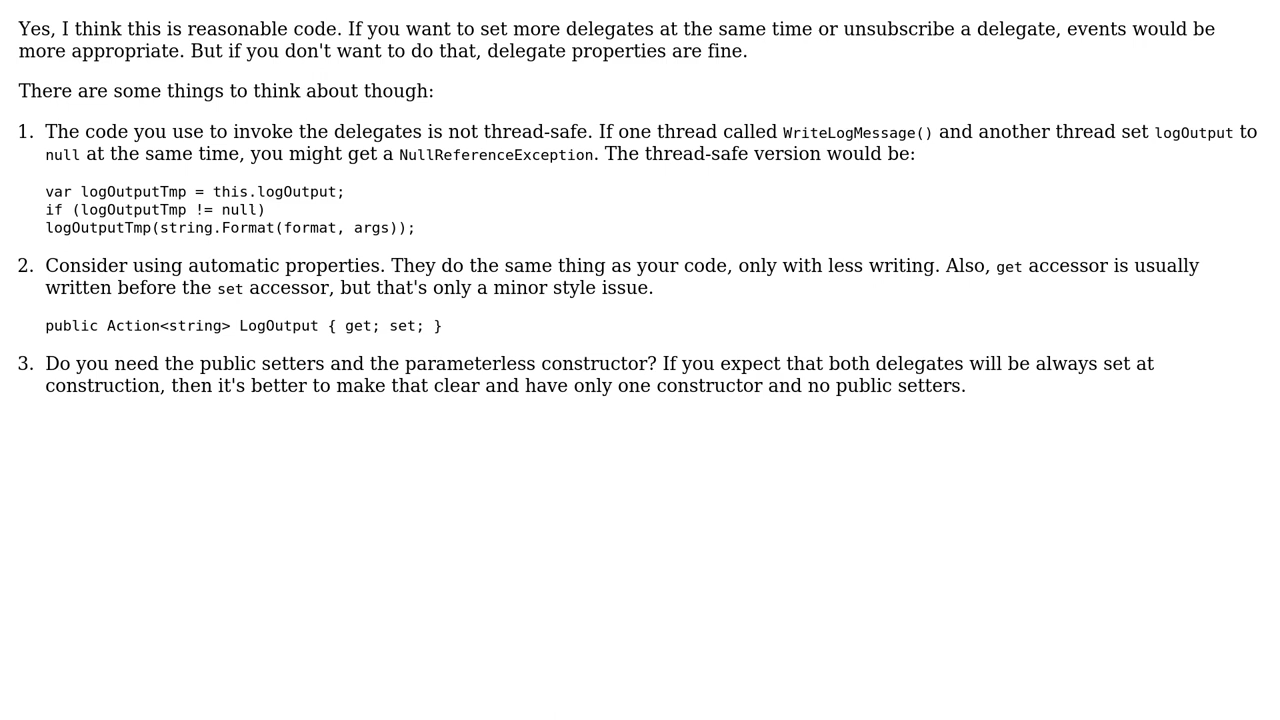 Yes, I think this is reasonable code. If you want to set more delegates at the same time or unsubscribe a delegate, events would be
more appropriate. But if you don't want to do that, delegate properties are fine.
There are some things to think about though:
1. The code you use to invoke the delegates is not thread-safe. If one thread called WriteLogMessage() and another thread set logOutput to
null at the same time, you might get a NullReferenceException. The thread-safe version would be:
var logOutputTmp = this.logOutput;
if (logOutputTmp != null)
logOutputTmp(string.Format(format, args));
2. Consider using automatic properties. They do the same thing as your code, only with less writing. Also, get accessor is usually
written before the set accessor, but that's only a minor style issue.
public Action<string> LogOutput { get; set; }
3. Do you need the public setters and the parameterless constructor? If you expect that both delegates will be always set at
construction, then it's better to make that clear and have only one constructor and no public setters.